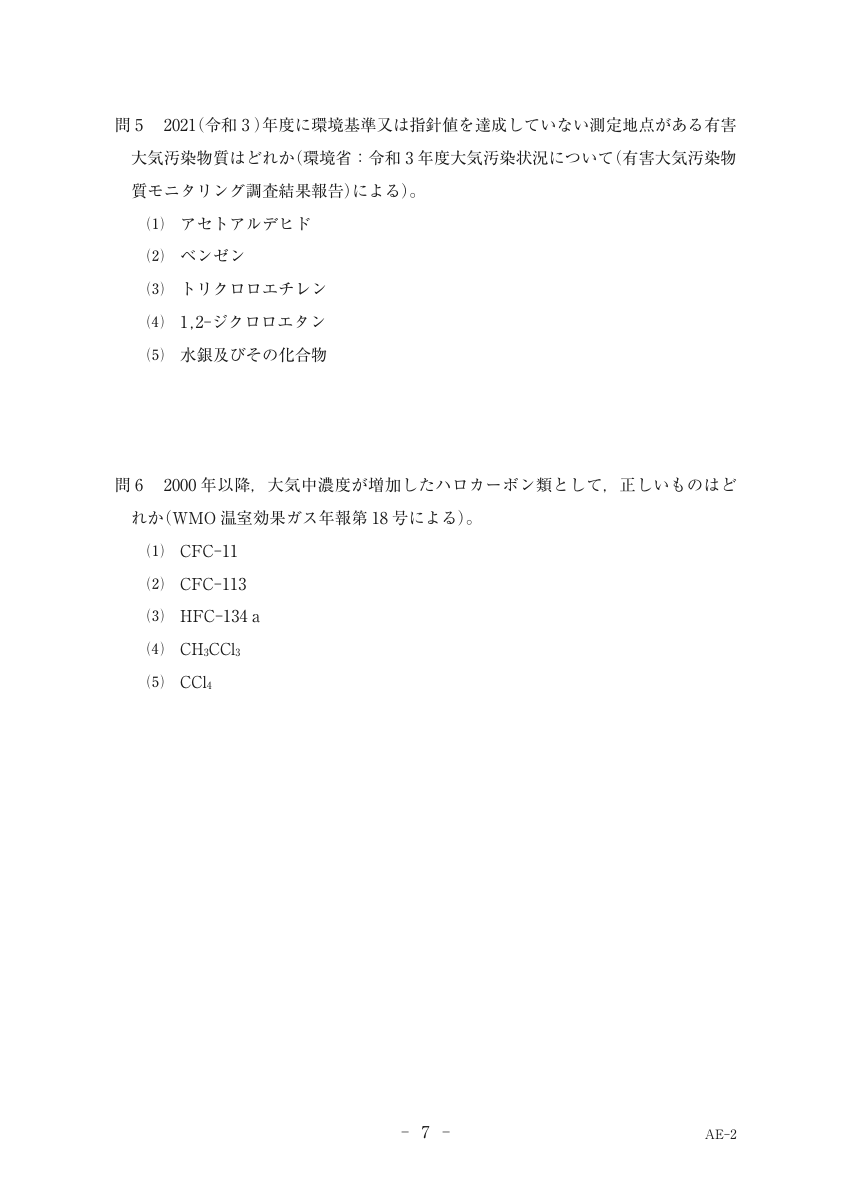 問5　2021(令和3)年度に環境基準又は指針値を達成していない測定地点がある有害
大気汚染物質はどれか(環境省：令和3年度大気汚染状況について(有害大気汚染物
質モニタリング調査結果報告)による)。
(1)　アセトアルデヒド
(2)　ベンゼン
(3)　トリクロロエチレン
(4)　1,2-ジクロロエタン
(5)　水銀及びその化合物
問6　2000年以降，大気中濃度が増加したハロカーボン類として，正しいものはど
れか(WMO温室効果ガス年報第18号による)。
(1)　CFC-11
(2)　CFC-113
(3)　HFC-134 a
(4)　CH₃CCl₃
(5)　CCl₄
- 7 -
AE-2